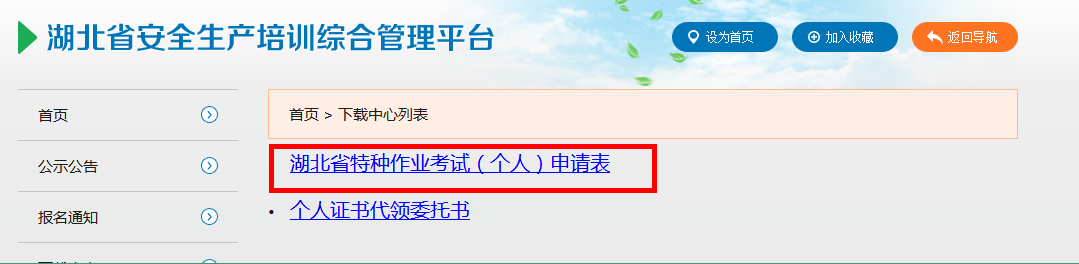 湖北省安全生产培训综合管理平台
设为首页
加入收藏
返回导航
首页
公示公告
报名通知
首页 > 下载中心列表
湖北省特种作业考试（个人）申请表
• 个人证书代领委托书